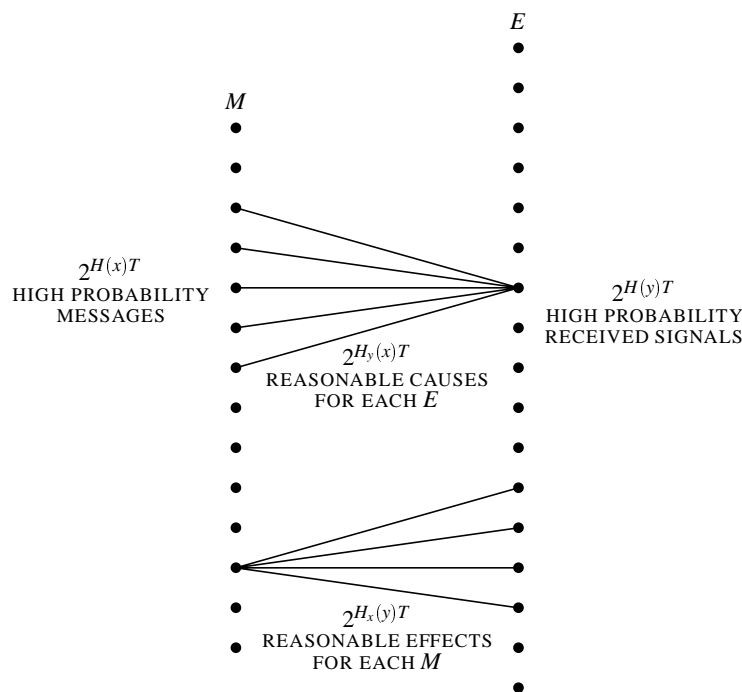 E
M
2^{H(x)T}
HIGH PROBABILITY
MESSAGES
2^{H(y)T}
HIGH PROBABILITY
RECEIVED SIGNALS
2^{H_y(x)T}
REASONABLE CAUSES
FOR EACH E
2^{H_x(y)T}
REASONABLE EFFECTS
FOR EACH M